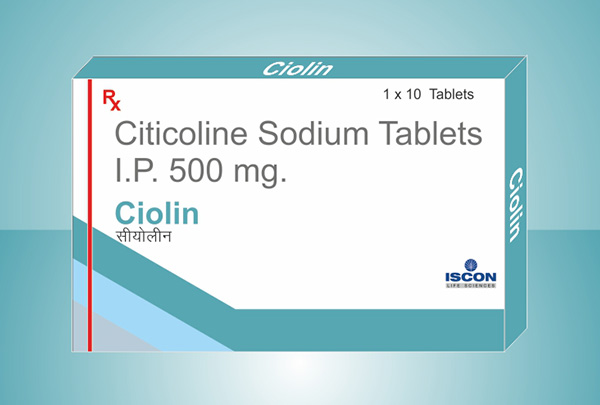 Ciolin
Rx
1 x 10 Tablets
Citicoline Sodium Tablets
I.P. 500 mg.
Ciolin
सीयोलीन
Ciolin
ISCON
LIFE SCIENCES